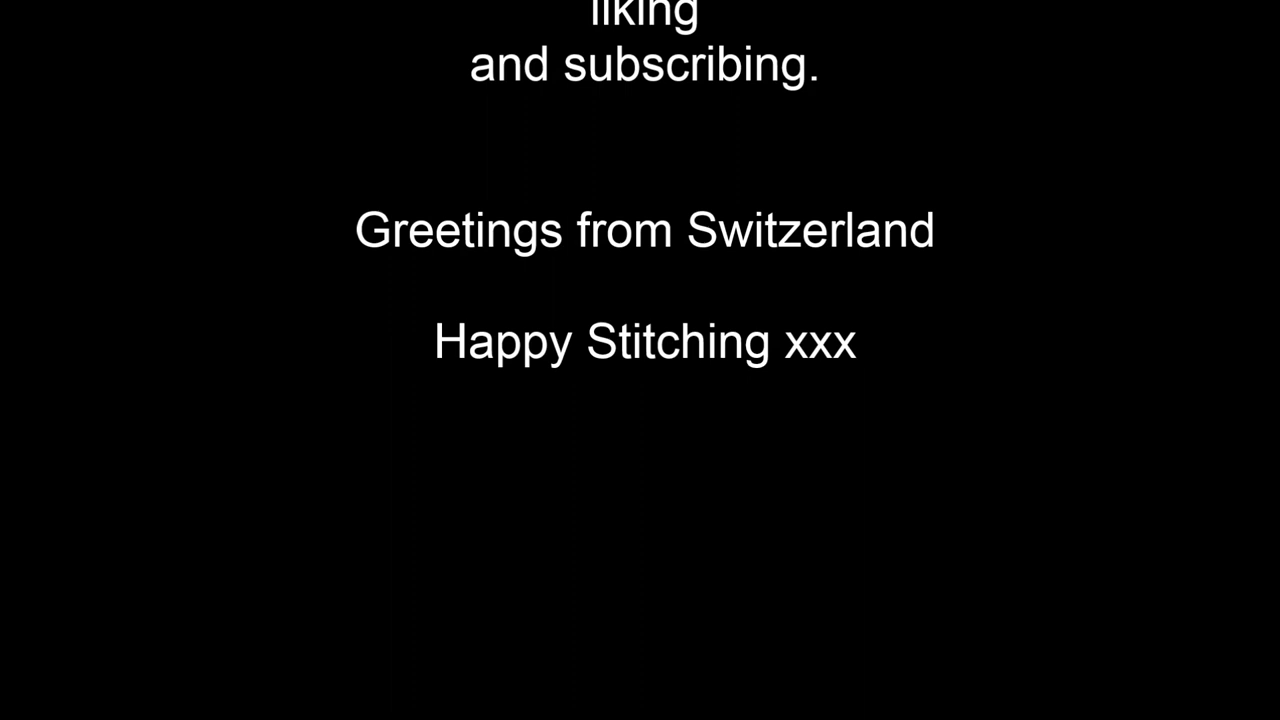 liking
and subscribing.
Greetings from Switzerland
Happy Stitching xxx